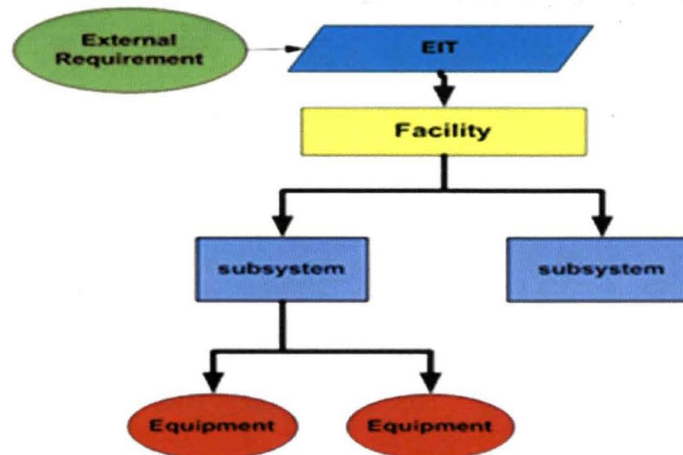 External
Requirement
EIT
Facility
subsystem
subsystem
Equipment
Equipment